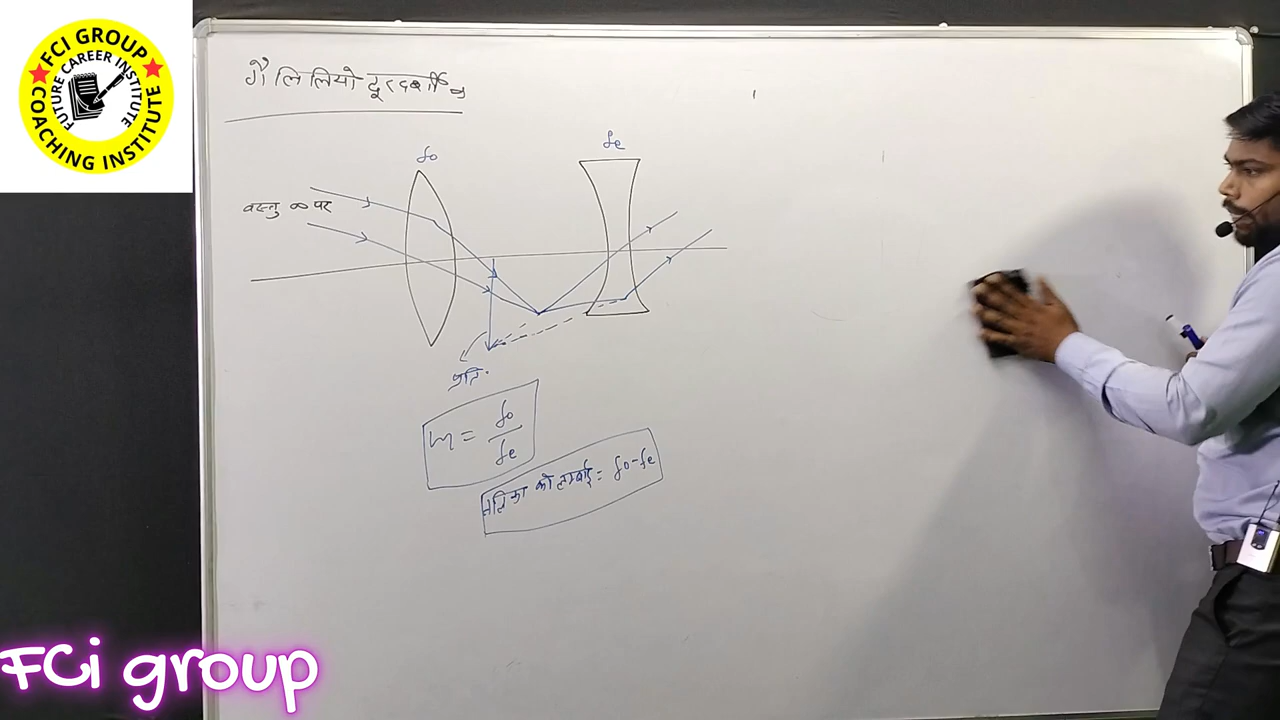 FCI GROUP
FUTURE CAREER INSTITUTE
COACHING INSTITUTE
गैलिलियो दूरदर्शी
fo
fe
वस्तु ∞ पर
प्रति.
m = fo/fe
नलिका की लम्बाई = fo-fe
FCi group